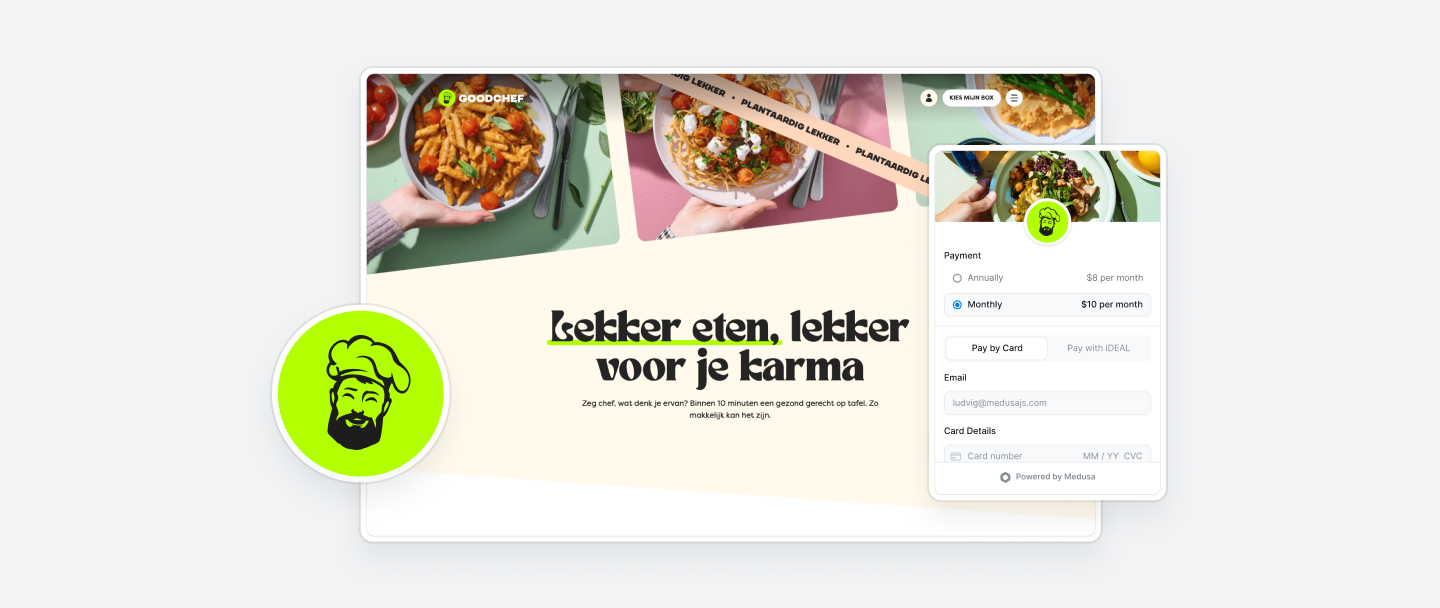 GOODCHEF
KIES MIJN BOX
DIG LEKKER • PLANTAARDIG LEKKER • PLANTAARDIG LE
Lekker eten, lekker
voor je karma
Zeg chef, wat denk je ervan? Binnen 10 minuten een gezond gerecht op tafel. Zo
makkelijk kan het zijn.
Payment
Annually $8 per month
Monthly $10 per month
Pay by Card Pay with iDEAL
Email
ludvig@medusajs.com
Card Details
Card number MM / YY CVC
Powered by Medusa